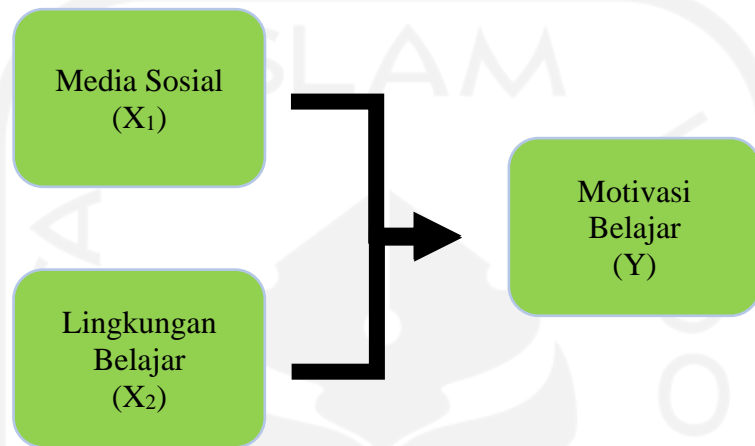 Media Sosial
(X₁)
Motivasi
Belajar
(Y)
Lingkungan
Belajar
(X₂)